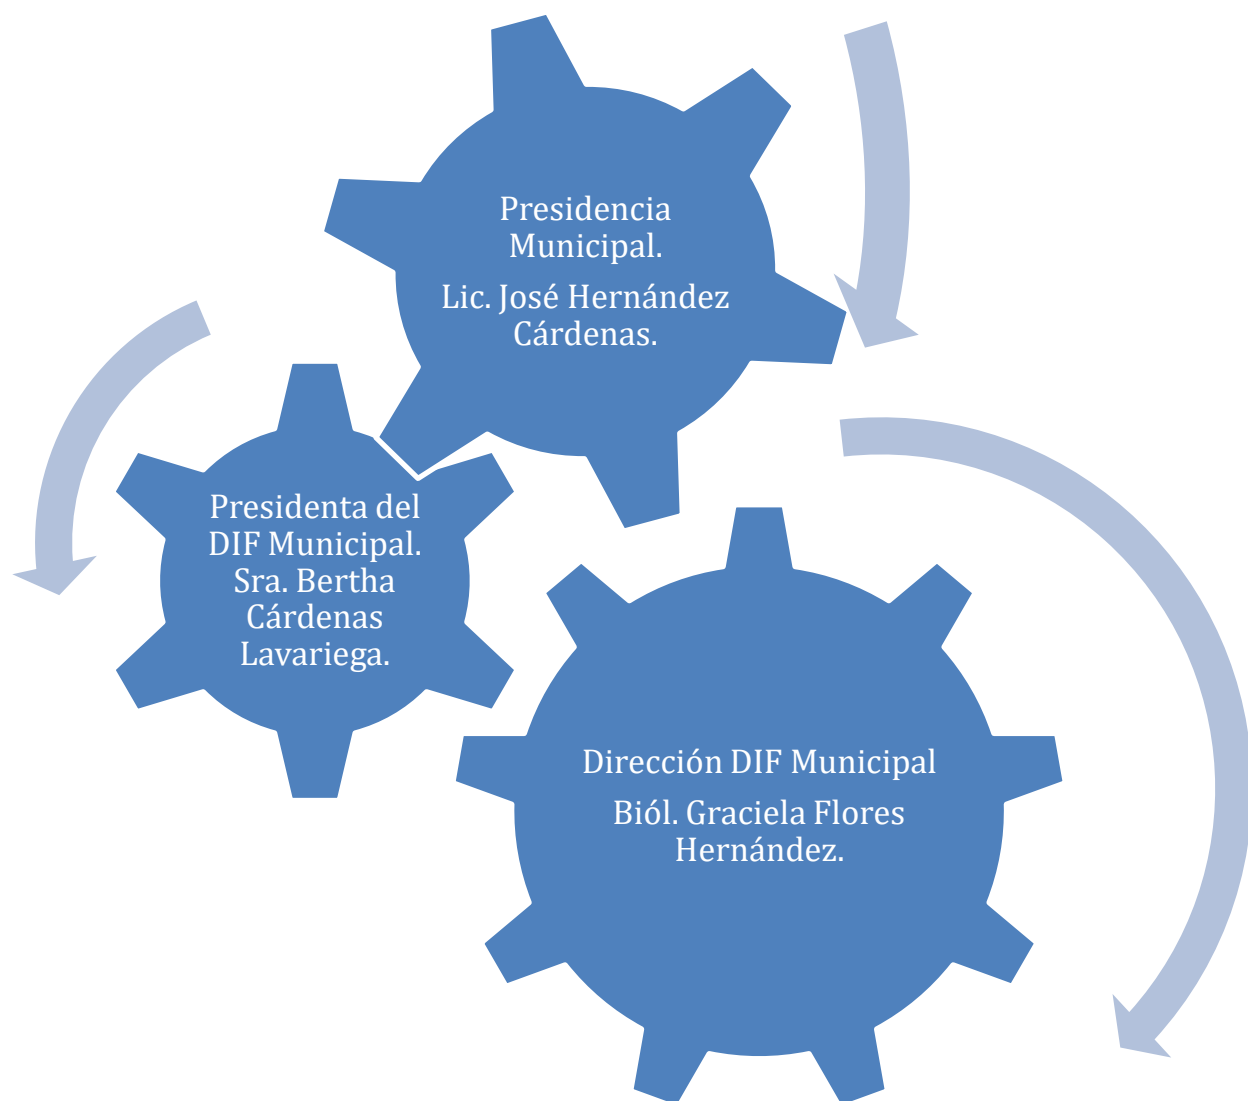 Presidencia
Municipal.
Lic. José Hernández
Cárdenas.
Presidenta del
DIF Municipal.
Sra. Bertha
Cárdenas
Lavariega.
Dirección DIF Municipal
Biól. Graciela Flores
Hernández.